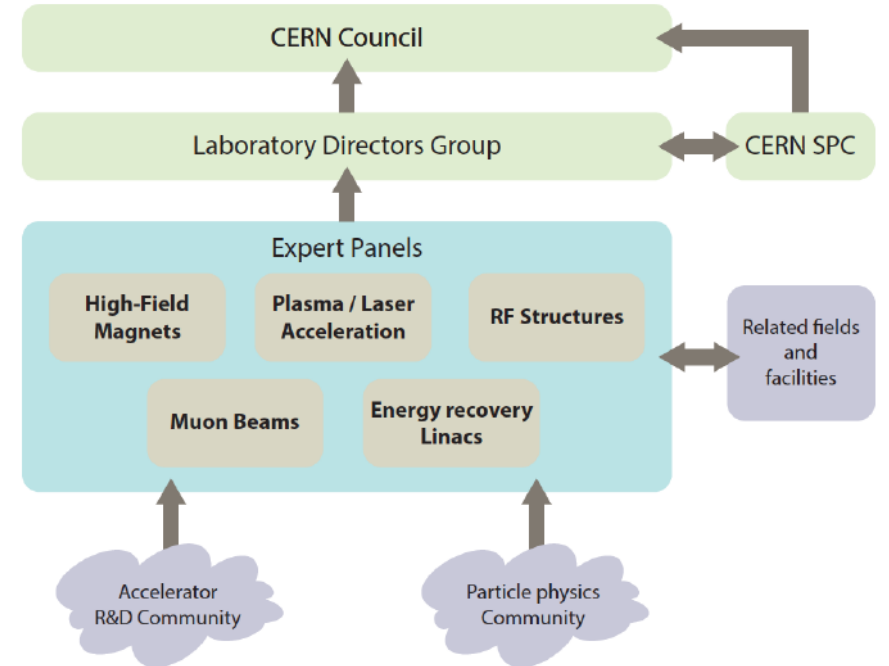 CERN Council
Laboratory Directors Group
CERN SPC
Expert Panels
High-Field
Magnets
Plasma / Laser
Acceleration
RF Structures
Muon Beams
Energy recovery
Linacs
Related fields
and
facilities
Accelerator
R&D Community
Particle physics
Community